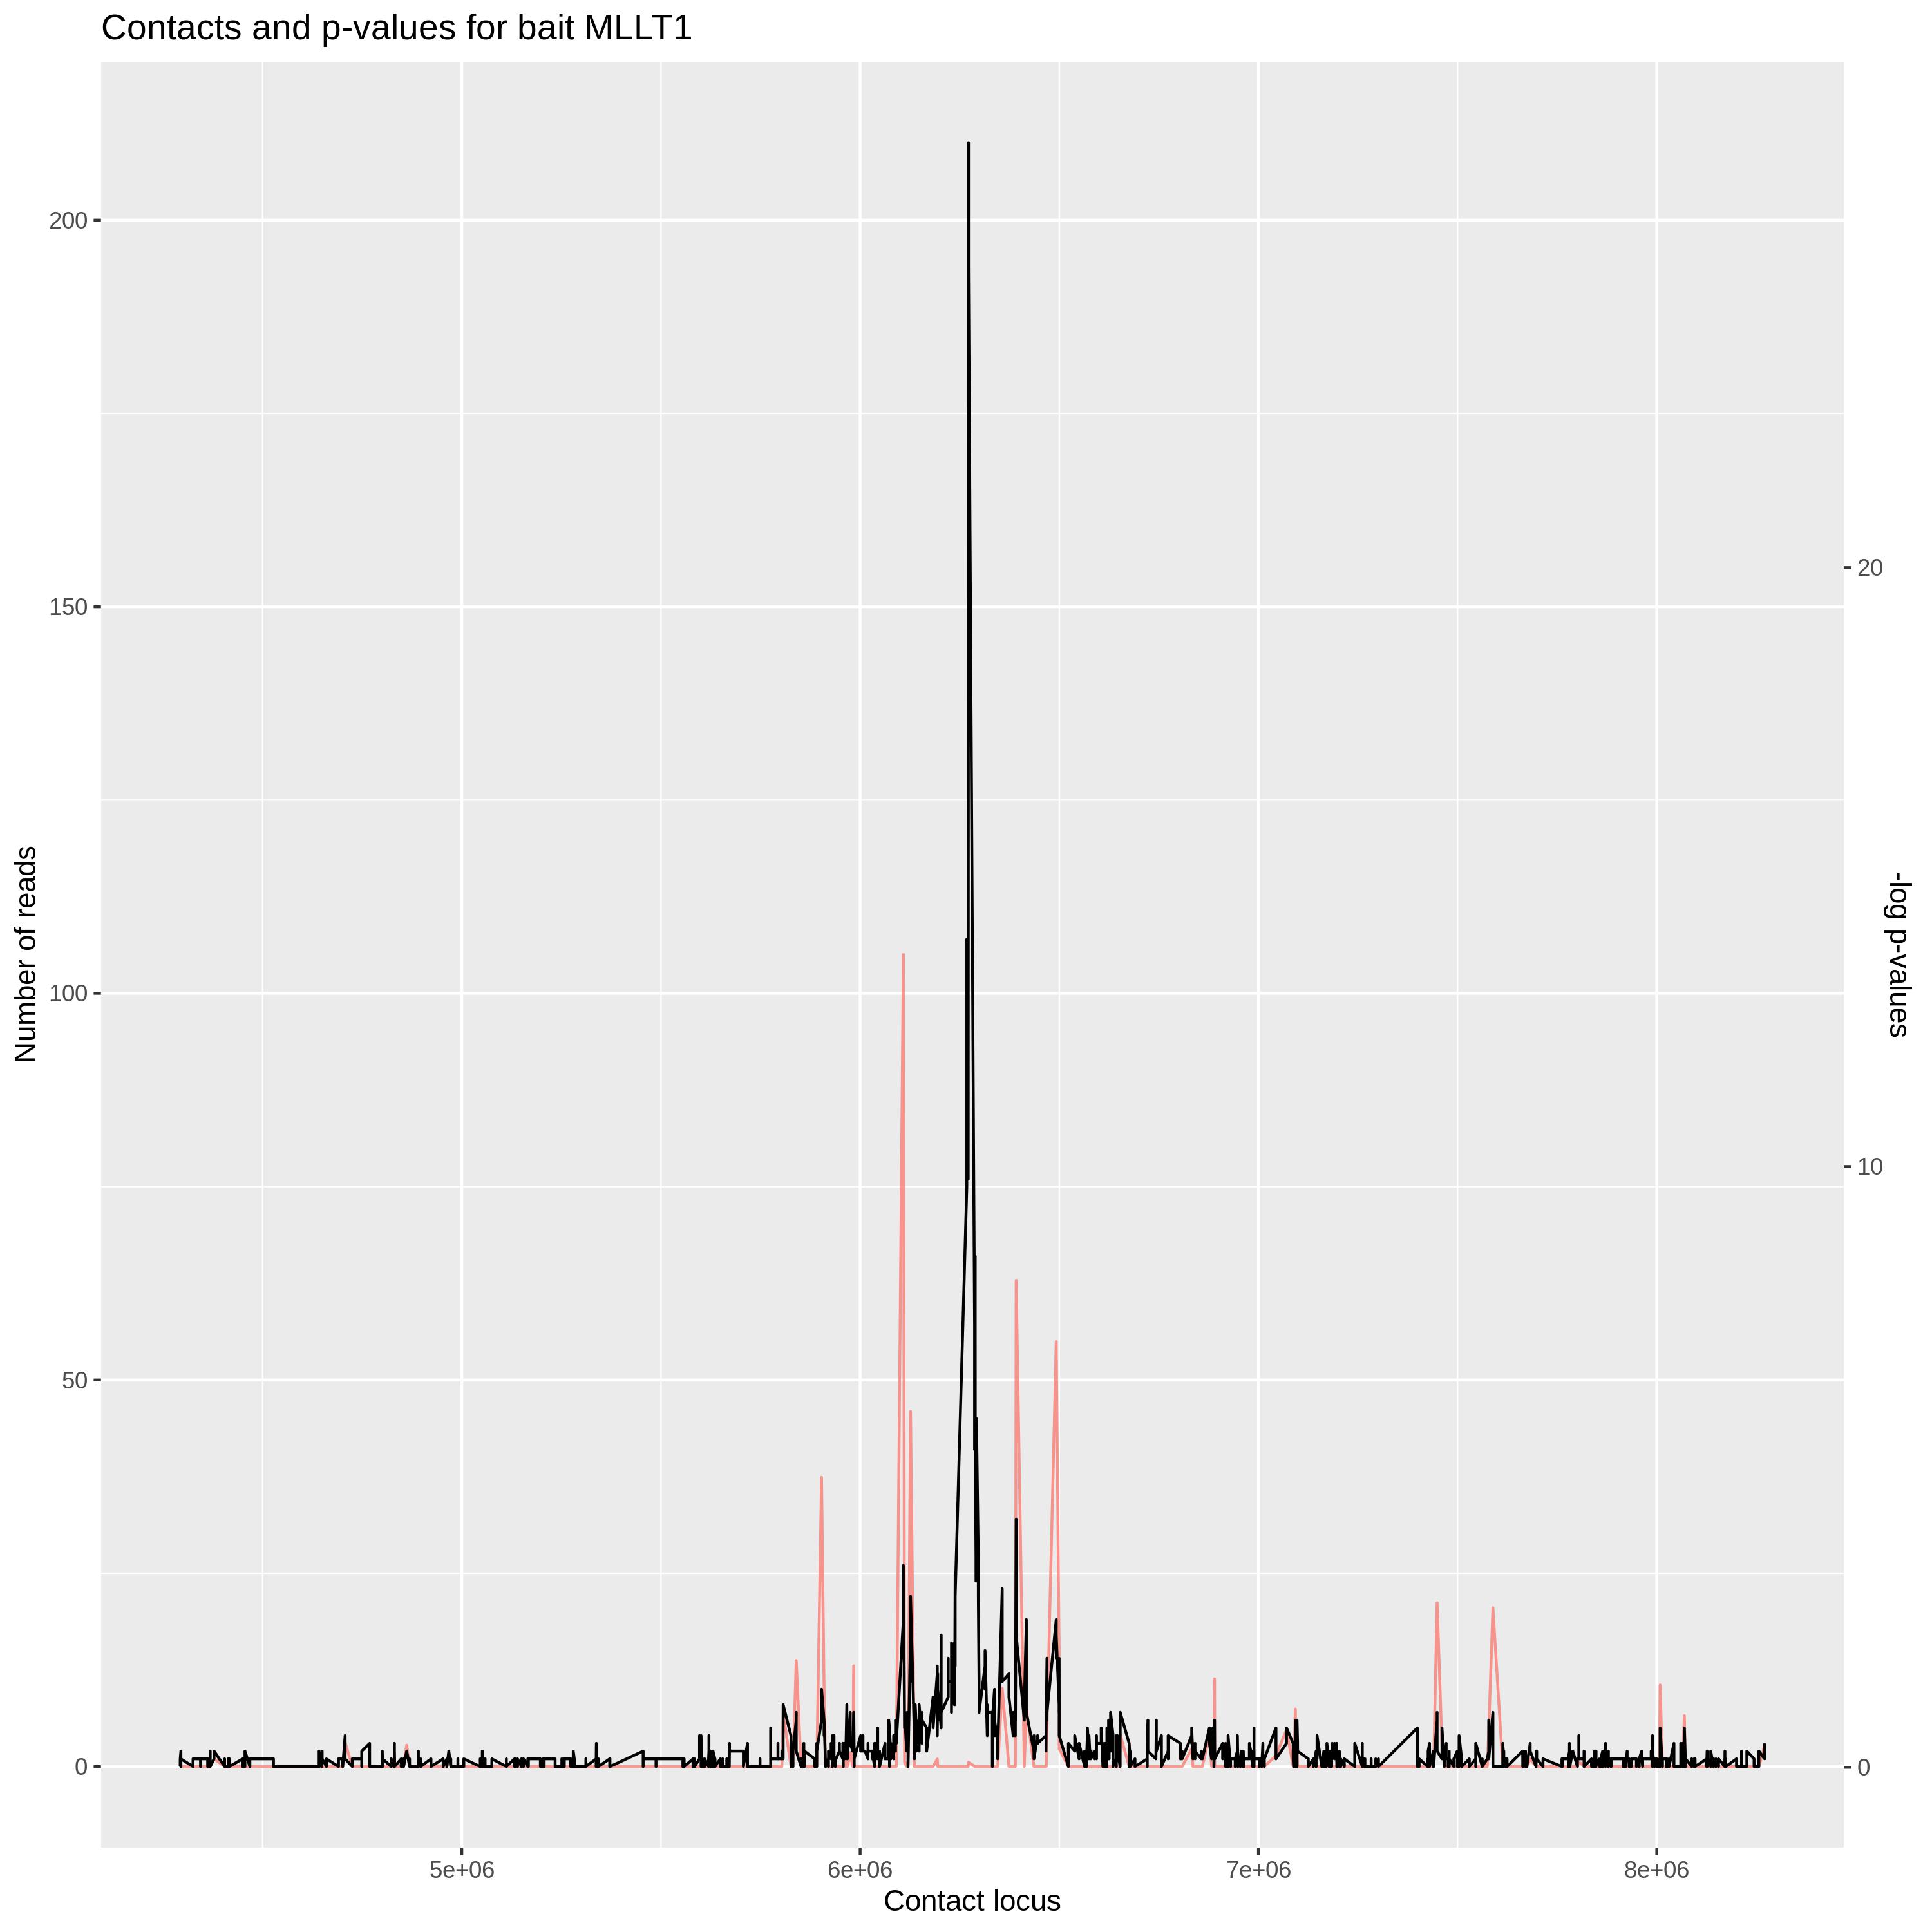 Contacts and p-values for bait MLLT1
200
150
100
50
0
Number of reads
20
10
0
-log p-values
5e+06 6e+06 7e+06 8e+06
Contact locus